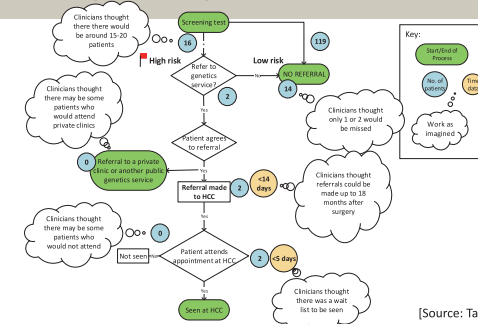 Clinicians thought
there there would
be around 15-20
patients
Screening test
16
119
High risk
Low risk
Refer to
genetics
service?
No
NO REFERRAL
14
2
Yes
Clinicians thought
only 1 or 2 would
be missed
Clinicians thought
there may be some
patients who
would attend
private clinics
Patient agrees
to referral
0
Referral to a private
clinic or another public
genetics service
Yes
Referral made
to HCC
2
<14
days
Clinicians thought
referrals could be
made up to 18
months after
surgery
Yes
Clinicians thought
there may be some
patients who
would not attend
0
Not seen
No
Patient attends
appointment at HCC
2
<5 days
Clinicians thought
there was a wait
list to be seen
Yes
Seen at HCC
Key:
Start/End of
Process
No. of
patients
Time
data
Work as
imagined
[Source: Ta